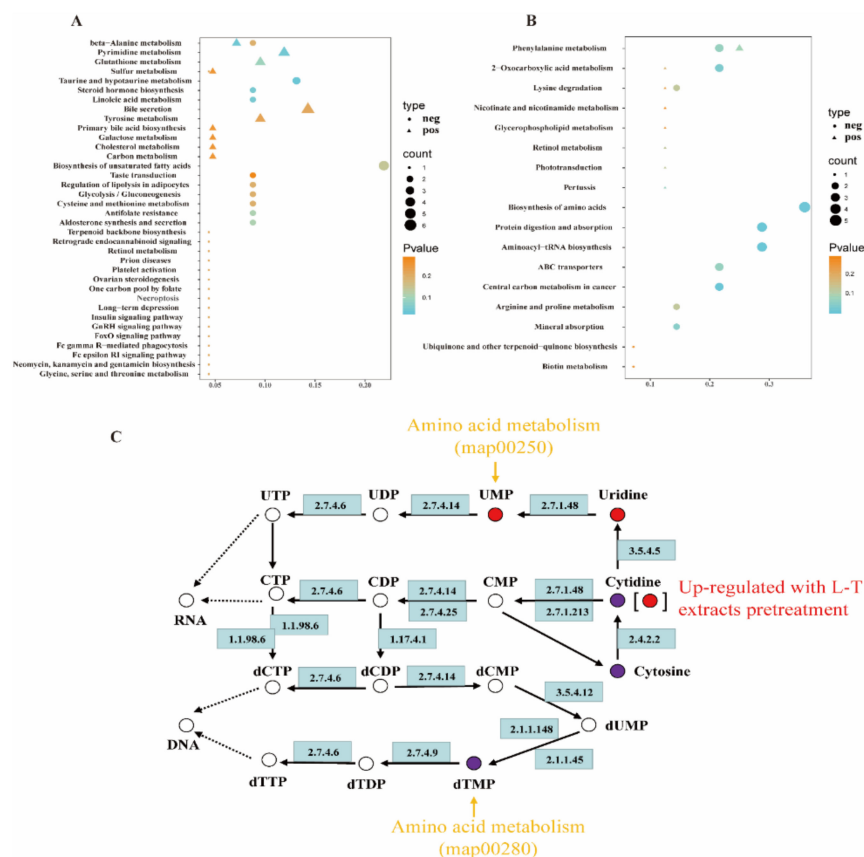 A
beta-Alanine metabolism
Pyrimidine metabolism
Glutathione metabolism
Sulfur metabolism
Taurine and hypotaurine metabolism
Steroid hormone biosynthesis
Linoleic acid metabolism
Bile secretion
Tyrosine metabolism
Primary bile acid biosynthesis
Galactose metabolism
Cholesterol metabolism
Carbon metabolism
Biosynthesis of unsaturated fatty acids
Taste transduction
Regulation of lipolysis in adipocytes
Glycolysis / Gluconeogenesis
Cysteine and methionine metabolism
Antifolate resistance
Aldosterone synthesis and secretion
Terpenoid backbone biosynthesis
Retrograde endocannabinoid signaling
Retinol metabolism
Prion diseases
Platelet activation
Ovarian steroidogenesis
One carbon pool by folate
Necroptosis
Long-term depression
Insulin signaling pathway
GnRH signaling pathway
FoxO signaling pathway
Fc gamma R-mediated phagocytosis
Fc epsilon RI signaling pathway
Neomycin, kanamycin and gentamicin biosynthesis
Glycine, serine and threonine metabolism
0.05 0.10 0.15 0.20
type
neg
pos
count
1
2
3
4
5
6
Pvalue
0.2
0.1
B
Phenylalanine metabolism
2-Oxocarboxylic acid metabolism
Lysine degradation
Nicotinate and nicotinamide metabolism
Glycerophospholipid metabolism
Retinol metabolism
Phototransduction
Pertussis
Biosynthesis of amino acids
Protein digestion and absorption
Aminoacyl-tRNA biosynthesis
ABC transporters
Central carbon metabolism in cancer
Arginine and proline metabolism
Mineral absorption
Ubiquinone and other terpenoid-quinone biosynthesis
Biotin metabolism
0.1 0.2 0.3
type
neg
pos
count
1
2
3
4
5
Pvalue
0.2
0.1
C
Amino acid metabolism
(map00250)
UTP 2.7.4.6 UDP 2.7.4.14 UMP 2.7.1.48 Uridine
3.5.4.5
RNA
CTP 2.7.4.6 CDP 2.7.4.14 CMP 2.7.1.48 Cytidine
2.7.4.25 2.7.1.213
[ ] Up-regulated with L-T
extracts pretreatment
1.1.98.6 1.1.98.6 1.17.4.1 2.4.2.2
dCTP 2.7.4.6 dCDP 2.7.4.14 dCMP Cytosine
3.5.4.12
DNA 2.1.1.148 dUMP
dTTP 2.7.4.6 dTDP 2.7.4.9 dTMP 2.1.1.45
Amino acid metabolism
(map00280)